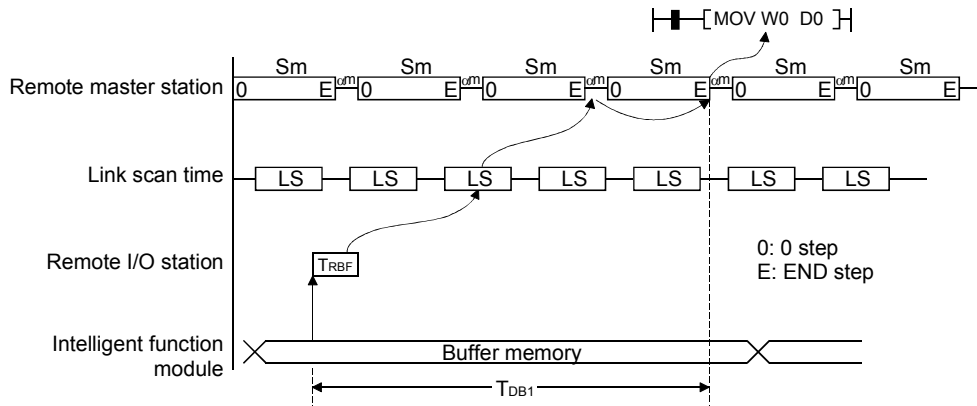 MOV W0 D0
Sm Sm Sm Sm Sm Sm
Remote master station 0 E αm 0 E αm 0 E αm 0 E αm 0 E αm 0 E
Link scan time LS LS LS LS LS LS LS
Remote I/O station TRBF
0: 0 step
E: END step
Intelligent function
module
Buffer memory
TDB1